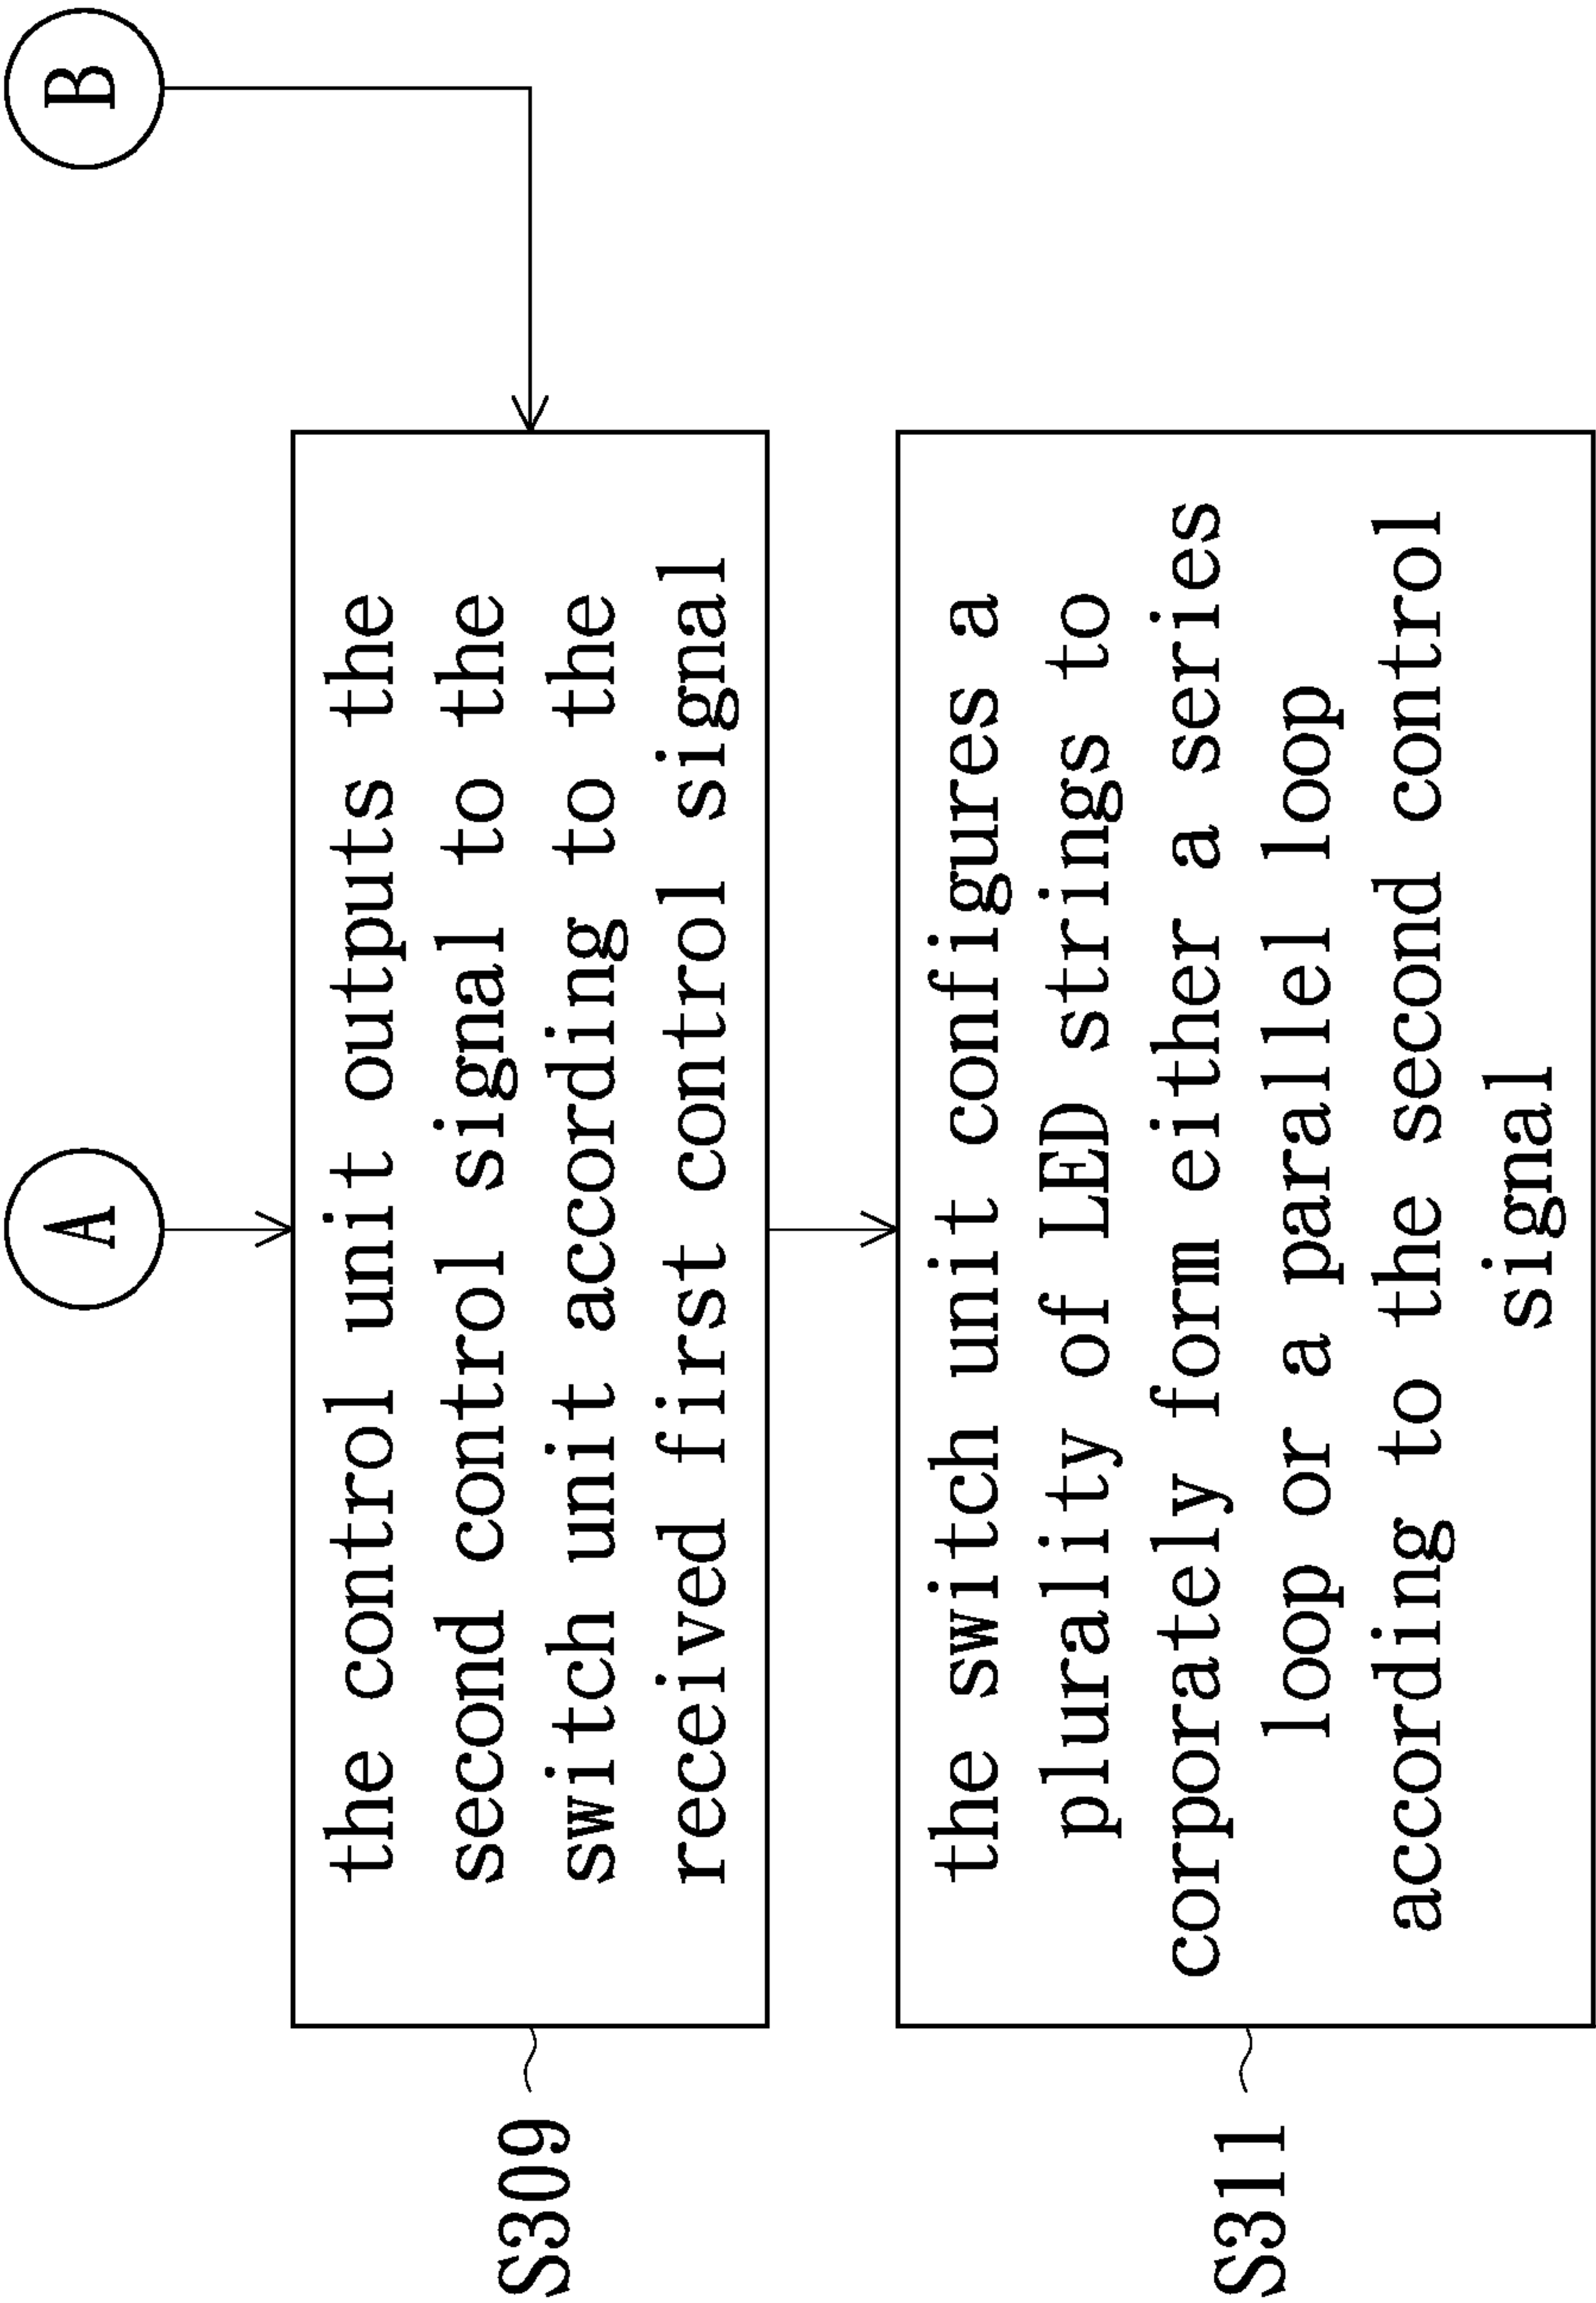 A
B
S309
the control unit outputs the
second control signal to the
switch unit according to the
received first control signal
S311
the switch unit configures a
plurality of LED strings to
corporately form either a series
loop or a parallel loop
according to the second control
signal